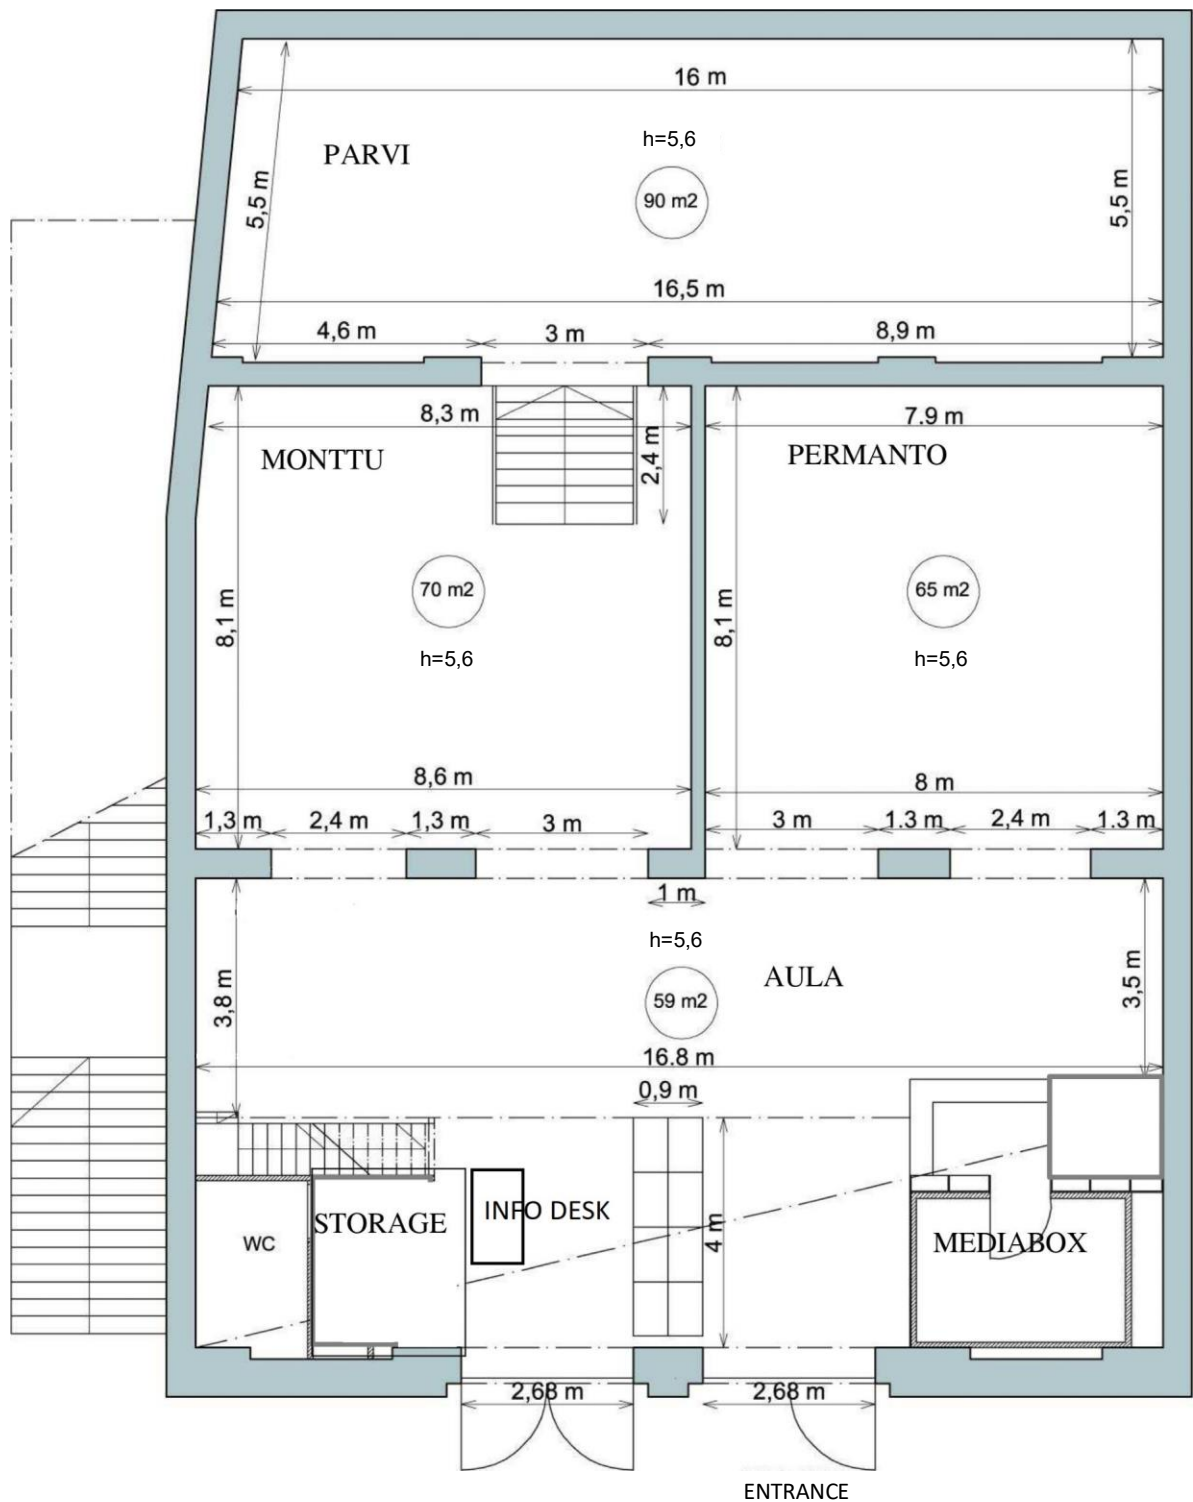 16 m
h=5,6
PARVI
90 m2
5,5 m
5,5 m
16,5 m
4,6 m
3 m
8,9 m
8,3 m
7.9 m
2,4 m
MONTTU
PERMANTO
70 m2
65 m2
8,1 m
8,1 m
h=5,6
h=5,6
8,6 m
8 m
1,3 m
2,4 m
1,3 m
3 m
3 m
1.3 m
2,4 m
1.3 m
1 m
h=5,6
AULA
59 m2
3,8 m
3,5 m
16.8 m
0,9 m
STORAGE
INFO DESK
WC
4 m
MEDIABOX
2,68 m
2,68 m
ENTRANCE